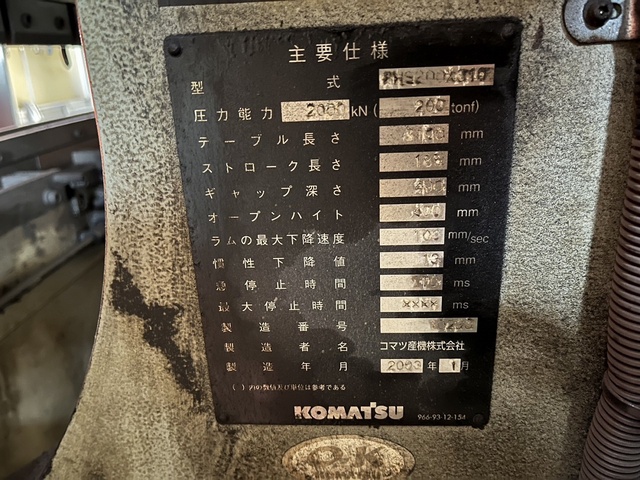 主要仕様
型式 PHS200X310
圧力能力 2000 kN ( 200 tonf)
テーブル長さ mm
ストローク長さ mm
ギャップ深さ mm
オープンハイト mm
ラムの最大下降速度 mm/sec
慣性下降値 mm
急停止時間 ms
最大停止時間 ×××× ms
製造番号
製造者名 コマツ産機株式会社
製造年月 2003 年 1 月
( )内の数値及び単位は参考である
KOMATSU 966-93-12-154
O.K